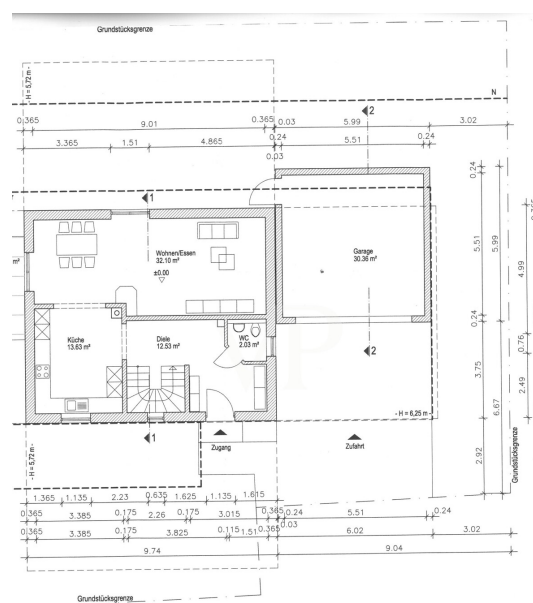 Grundstücksgrenze
- H = 5,72 m -
N
0.365 9.01 0.365 0.03 5.99 3.02
2
3.365 1.51 4.865 0.24 5.51 0.24
0.03
1
0.24
Wohnen/Essen
32.10 m²
±0.00
Garage
30.36 m²
5.51 5.99
4.99
m²
Küche
13.63 m²
Diele
12.53 m²
WC
2.03 m²
0.24
0.76
2
3.75
2.49
6.67
- H = 6,25 m -
1
Zugang
Zufahrt
- H = 5,72 m -
2.92
Grundstücksgrenze
1.365 1.135 2.23 0.635 1.625 1.135 1.615
0.365 3.385 0.175 2.26 0.175 3.015 0.365 0.24 5.51 0.24
0.03
0.365 3.385 0.175 3.825 0.115 1.51 0.365 6.02 3.02
9.74 9.04
Grundstücksgrenze